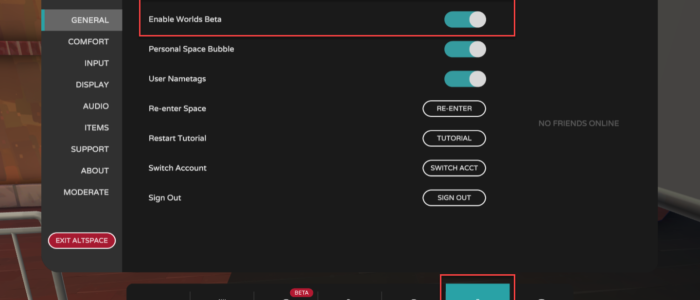 GENERAL
COMFORT
INPUT
DISPLAY
AUDIO
ITEMS
SUPPORT
ABOUT
MODERATE
EXIT ALTSPACE
Enable Worlds Beta
Personal Space Bubble
User Nametags
Re-enter Space
RE-ENTER
Restart Tutorial
TUTORIAL
Switch Account
SWITCH ACCT
Sign Out
SIGN OUT
NO FRIENDS ONLINE
BETA